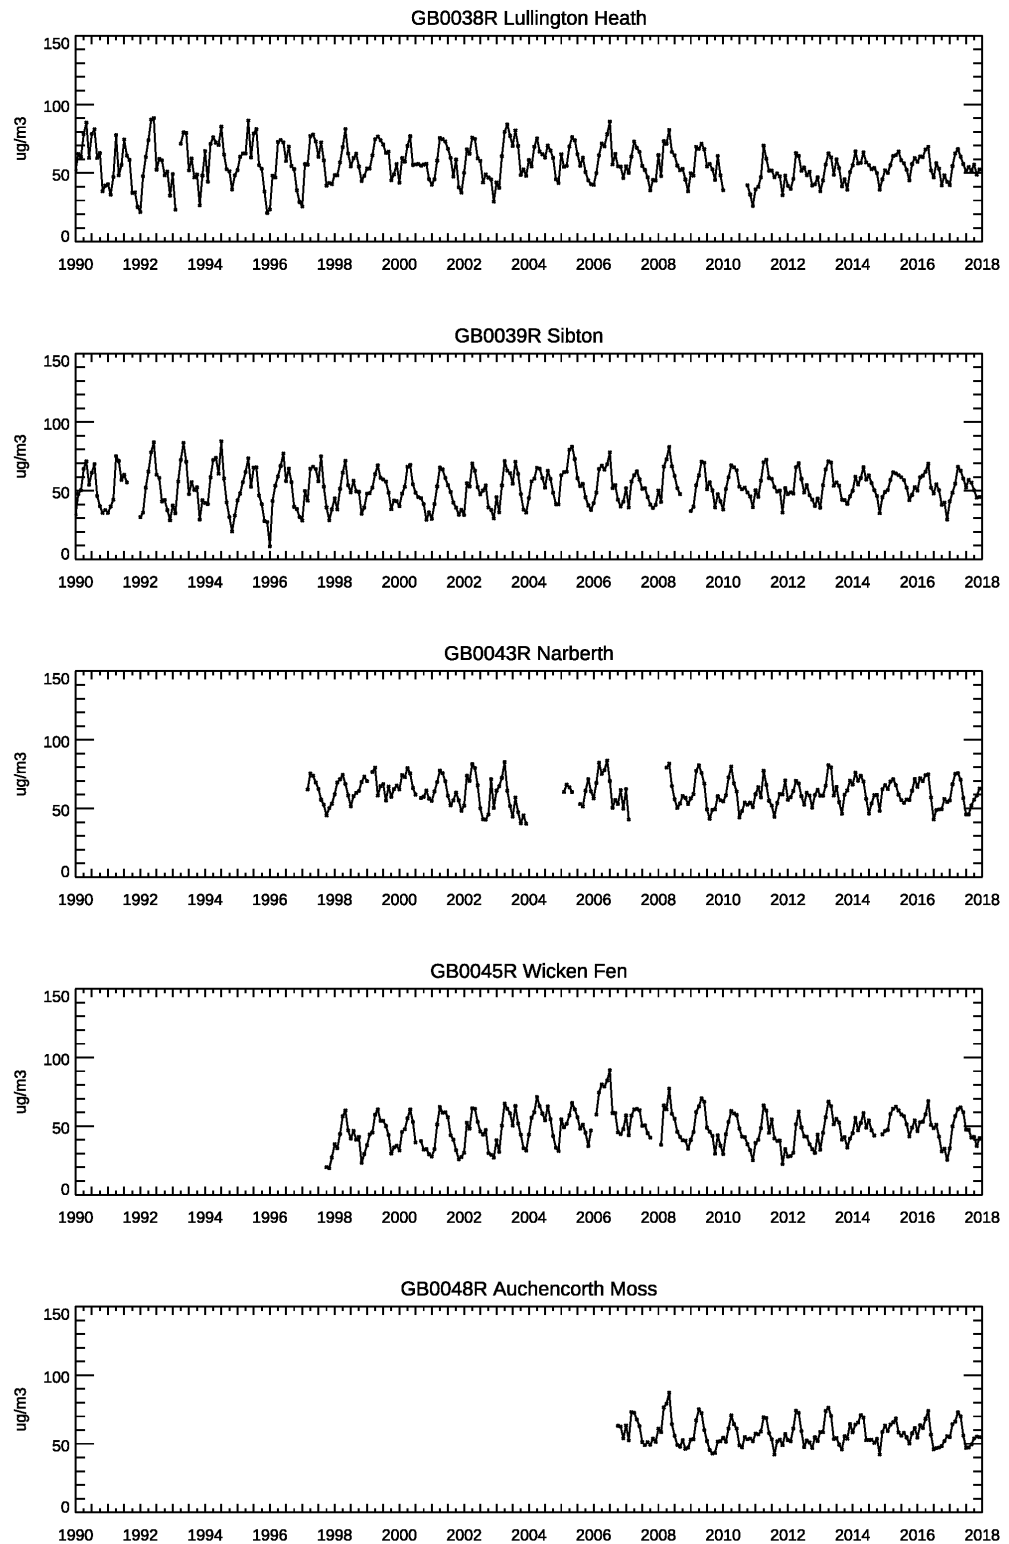 GB0038R Lullington Heath
150
100
50
0
ug/m3
1990 1992 1994 1996 1998 2000 2002 2004 2006 2008 2010 2012 2014 2016 2018
GB0039R Sibton
150
100
50
0
ug/m3
1990 1992 1994 1996 1998 2000 2002 2004 2006 2008 2010 2012 2014 2016 2018
GB0043R Narberth
150
100
50
0
ug/m3
1990 1992 1994 1996 1998 2000 2002 2004 2006 2008 2010 2012 2014 2016 2018
GB0045R Wicken Fen
150
100
50
0
ug/m3
1990 1992 1994 1996 1998 2000 2002 2004 2006 2008 2010 2012 2014 2016 2018
GB0048R Auchencorth Moss
150
100
50
0
ug/m3
1990 1992 1994 1996 1998 2000 2002 2004 2006 2008 2010 2012 2014 2016 2018